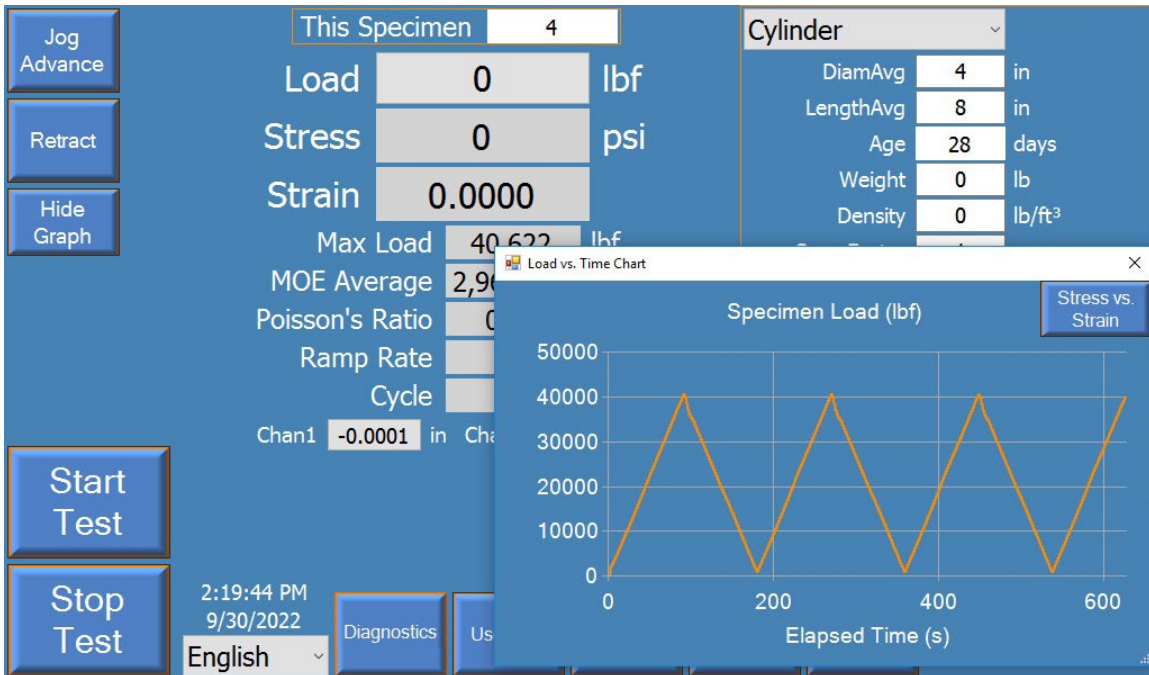 Jog
Advance
Retract
Hide
Graph
This Specimen 4
Load 0 lbf
Stress 0 psi
Strain 0.0000
Max Load 40,622 lbf
MOE Average 2,9
Poisson's Ratio
Ramp Rate
Cycle
Chan1 -0.0001 in
Cylinder
DiamAvg 4 in
LengthAvg 8 in
Age 28 days
Weight 0 lb
Density 0 lb/ft³
Load vs. Time Chart
Stress vs.
Strain
Specimen Load (lbf)
50000
40000
30000
20000
10000
0
0 200 400 600
Elapsed Time (s)
Start
Test
Stop
Test
2:19:44 PM
9/30/2022
English
Diagnostics